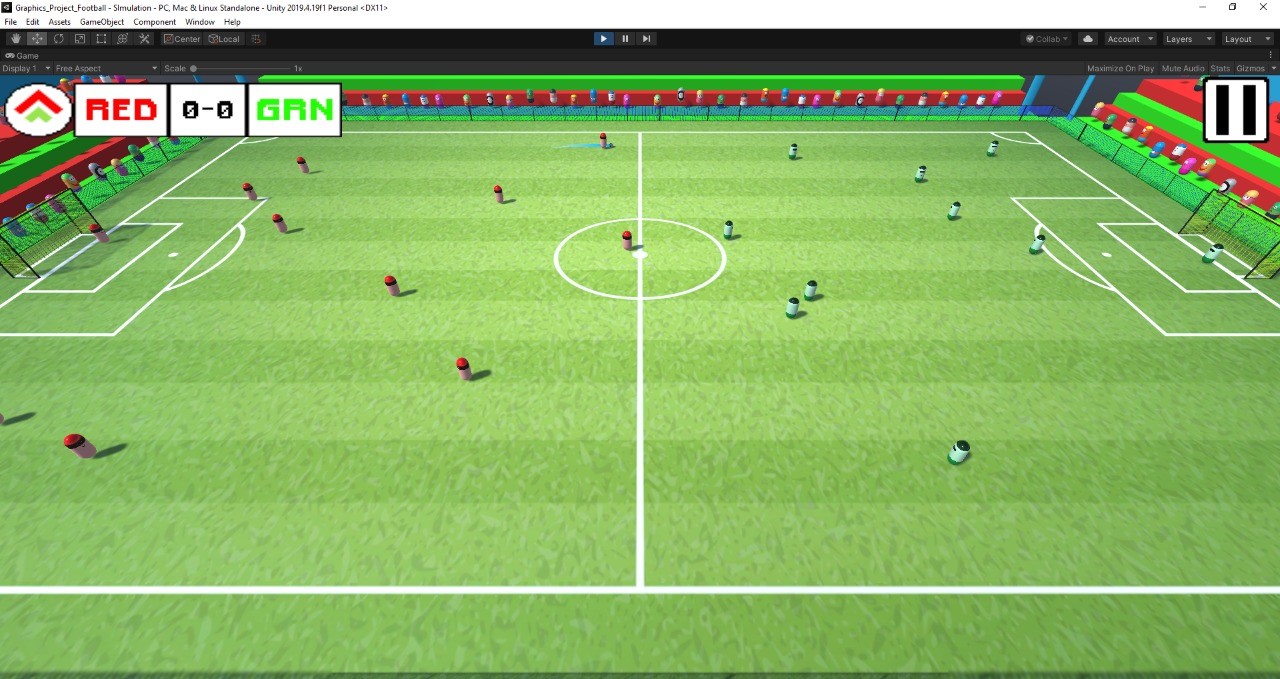 Graphics_Project_Football - SImulation - PC, Mac & Linux Standalone - Unity 2019.4.19f1 Personal <DX11>
File Edit Assets GameObject Component Window Help
Center Local Collab Account Layers Layout
Game
Display 1 Free Aspect Scale 1x Maximize On Play Mute Audio Stats Gizmos
RED 0-0 GRN